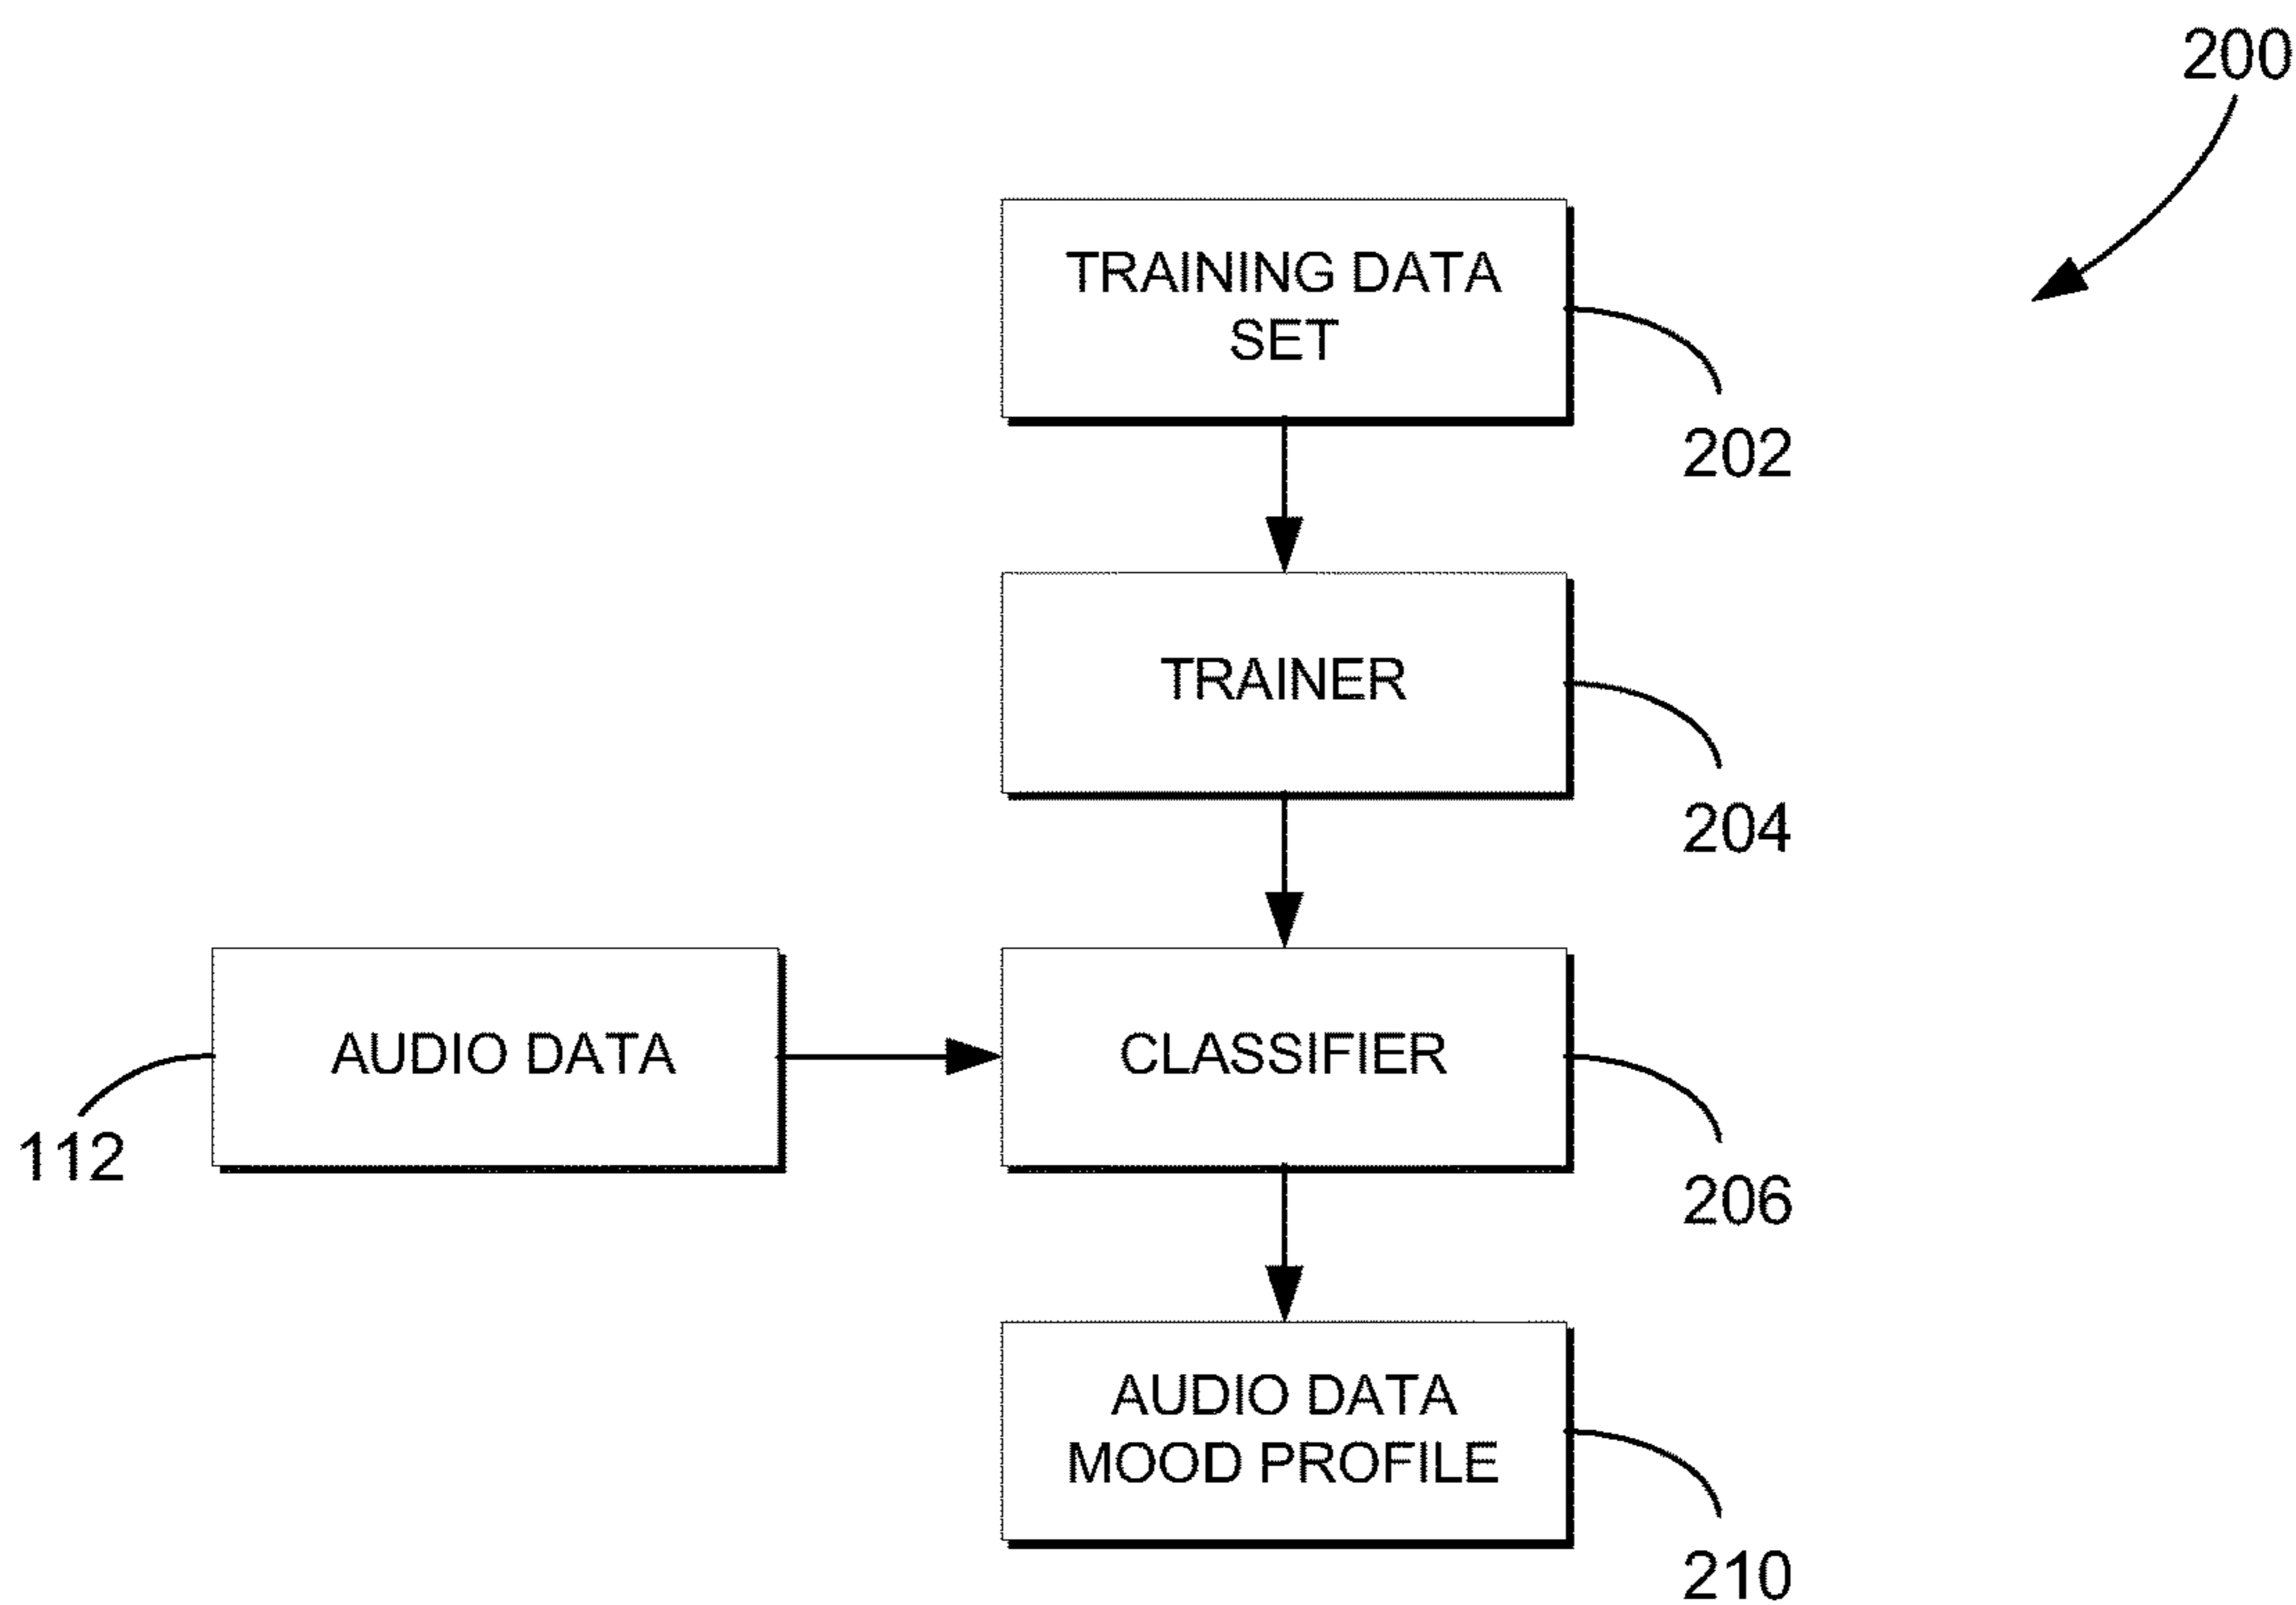 200
TRAINING DATA
SET
202
TRAINER
204
AUDIO DATA
CLASSIFIER
112
206
AUDIO DATA
MOOD PROFILE
210